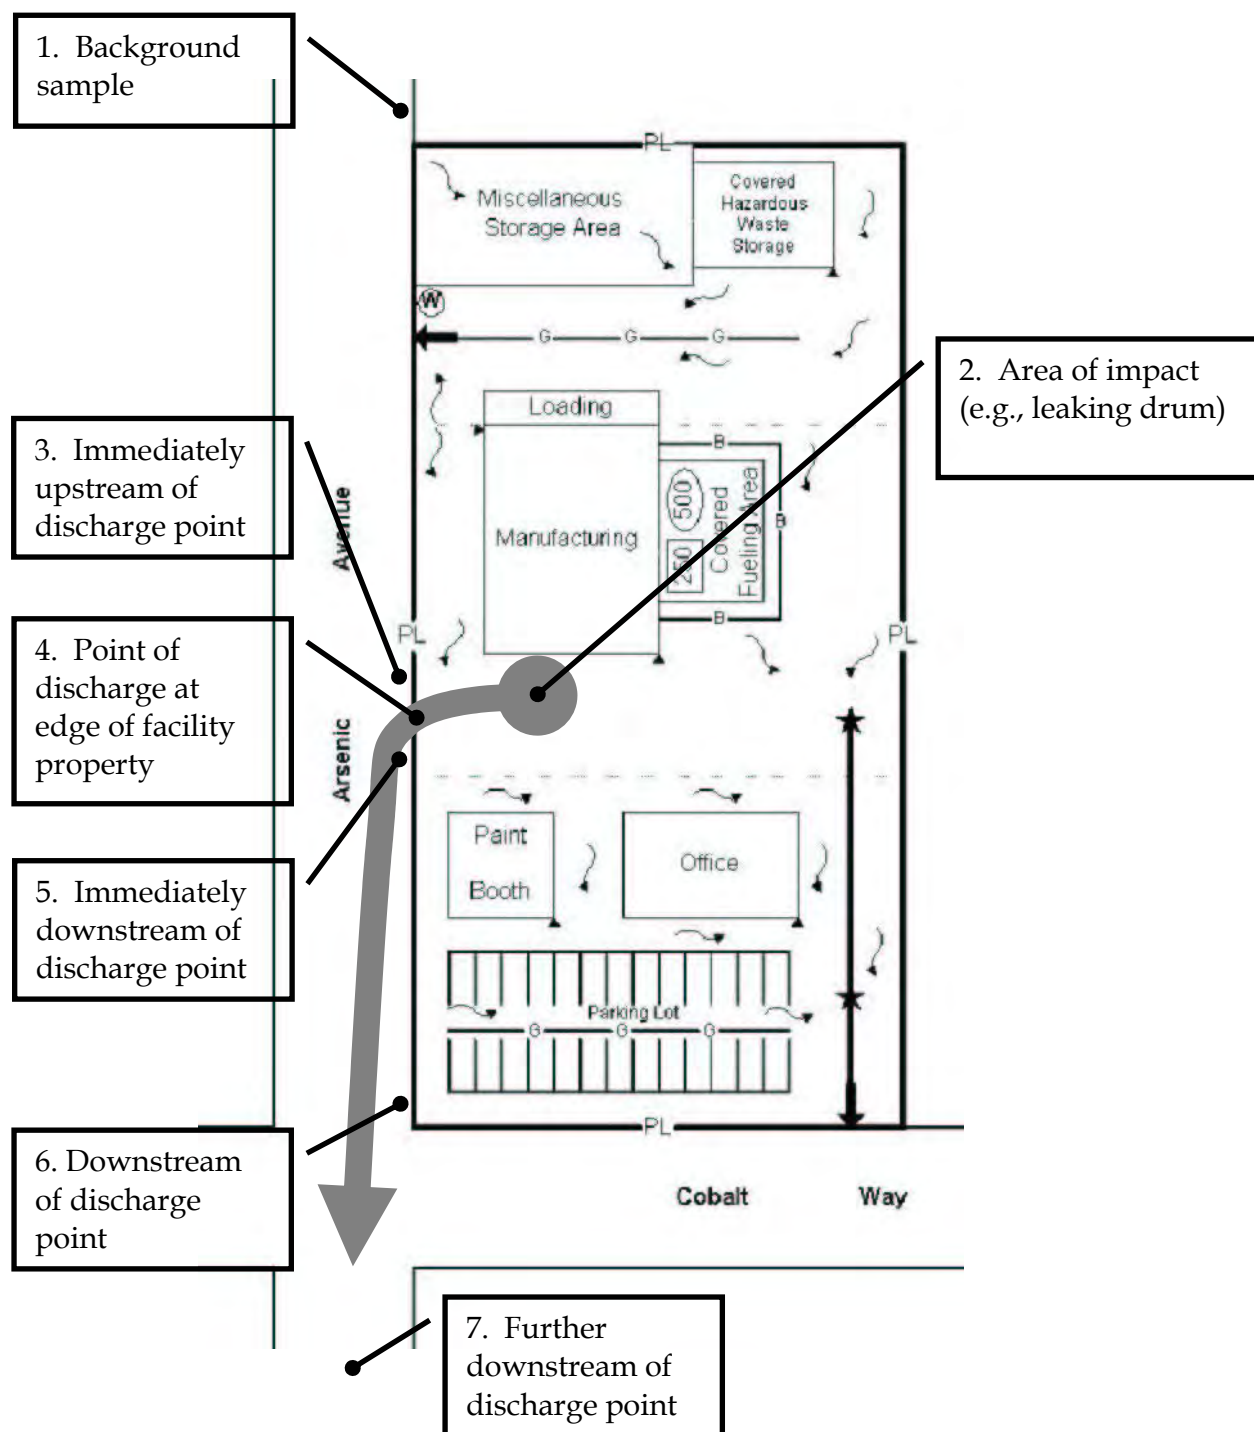 1. Background
sample
PL
Miscellaneous
Storage Area
Covered
Hazardous
Waste
Storage
W
G G G
2. Area of impact
(e.g., leaking drum)
Loading
3. Immediately
upstream of
discharge point
Avenue
Manufacturing
B
500
250
Covered
Fueling Area
B
B
4. Point of
discharge at
edge of facility
property
PL
PL
Arsenic
Paint
Booth
Office
5. Immediately
downstream of
discharge point
Parking Lot
G G G
PL
6. Downstream
of discharge
point
Cobalt Way
7. Further
downstream of
discharge point